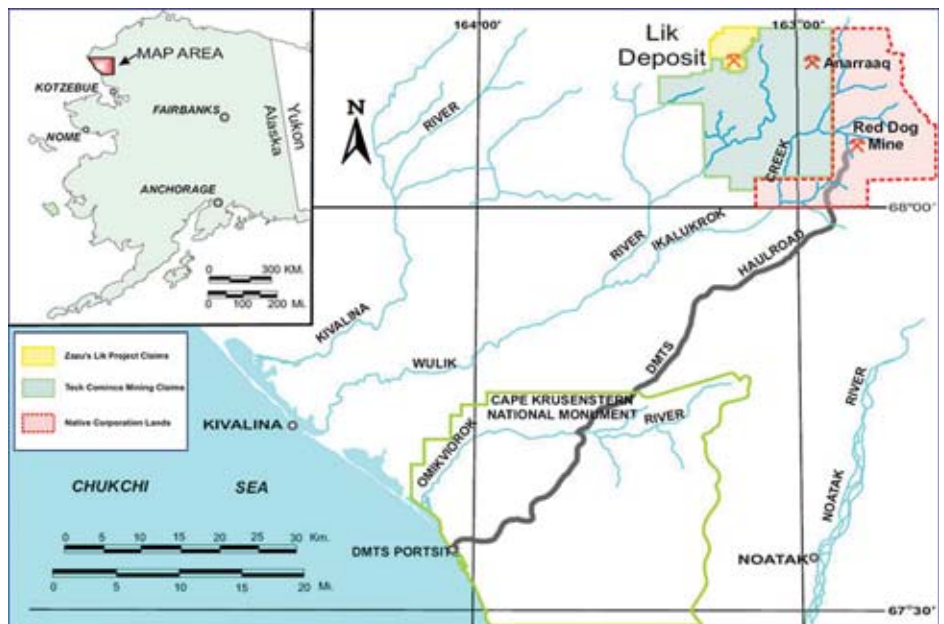 MAP AREA
KOTZEBUE
FAIRBANKS
NOME
ANCHORAGE
Alaska
Yukon
0 300 KM.
0 100 200 Mi.
164°00'
163°00'
Lik
Deposit
Anarraaq
Red Dog
Mine
N
RIVER
CREEK
68°00'
RIVER
IKALUKROK
HAULROAD
KIVALINA
WULIK
DMTS
Zazu's Lik Project Claims
Teck Cominco Mining Claims
Native Corporation Lands
CAPE KRUSENSTERN
NATIONAL MONUMENT
RIVER
RIVER
KIVALINA
OMIKVIOROK
CHUKCHI SEA
NOATAK
0 5 10 15 20 25 30 Km.
0 5 10 15 20 Mi.
DMTS PORTSIT
NOATAK
67°30'